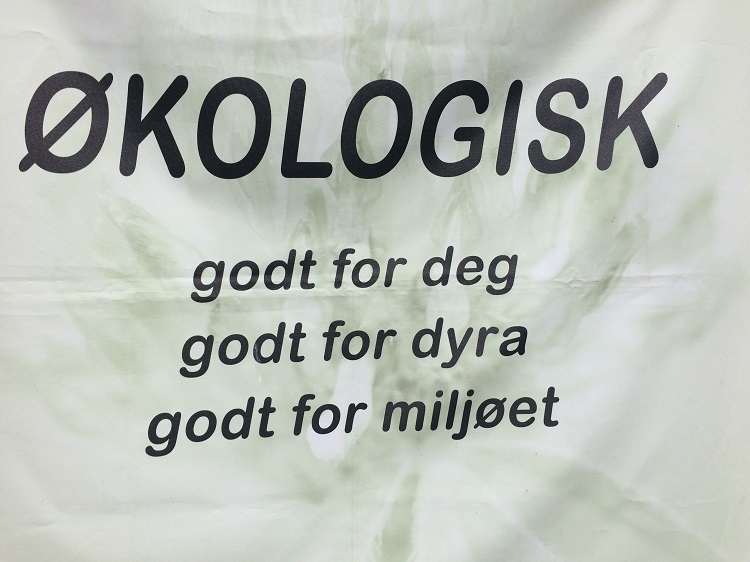 ØKOLOGISK
godt for deg
godt for dyra
godt for miljøet